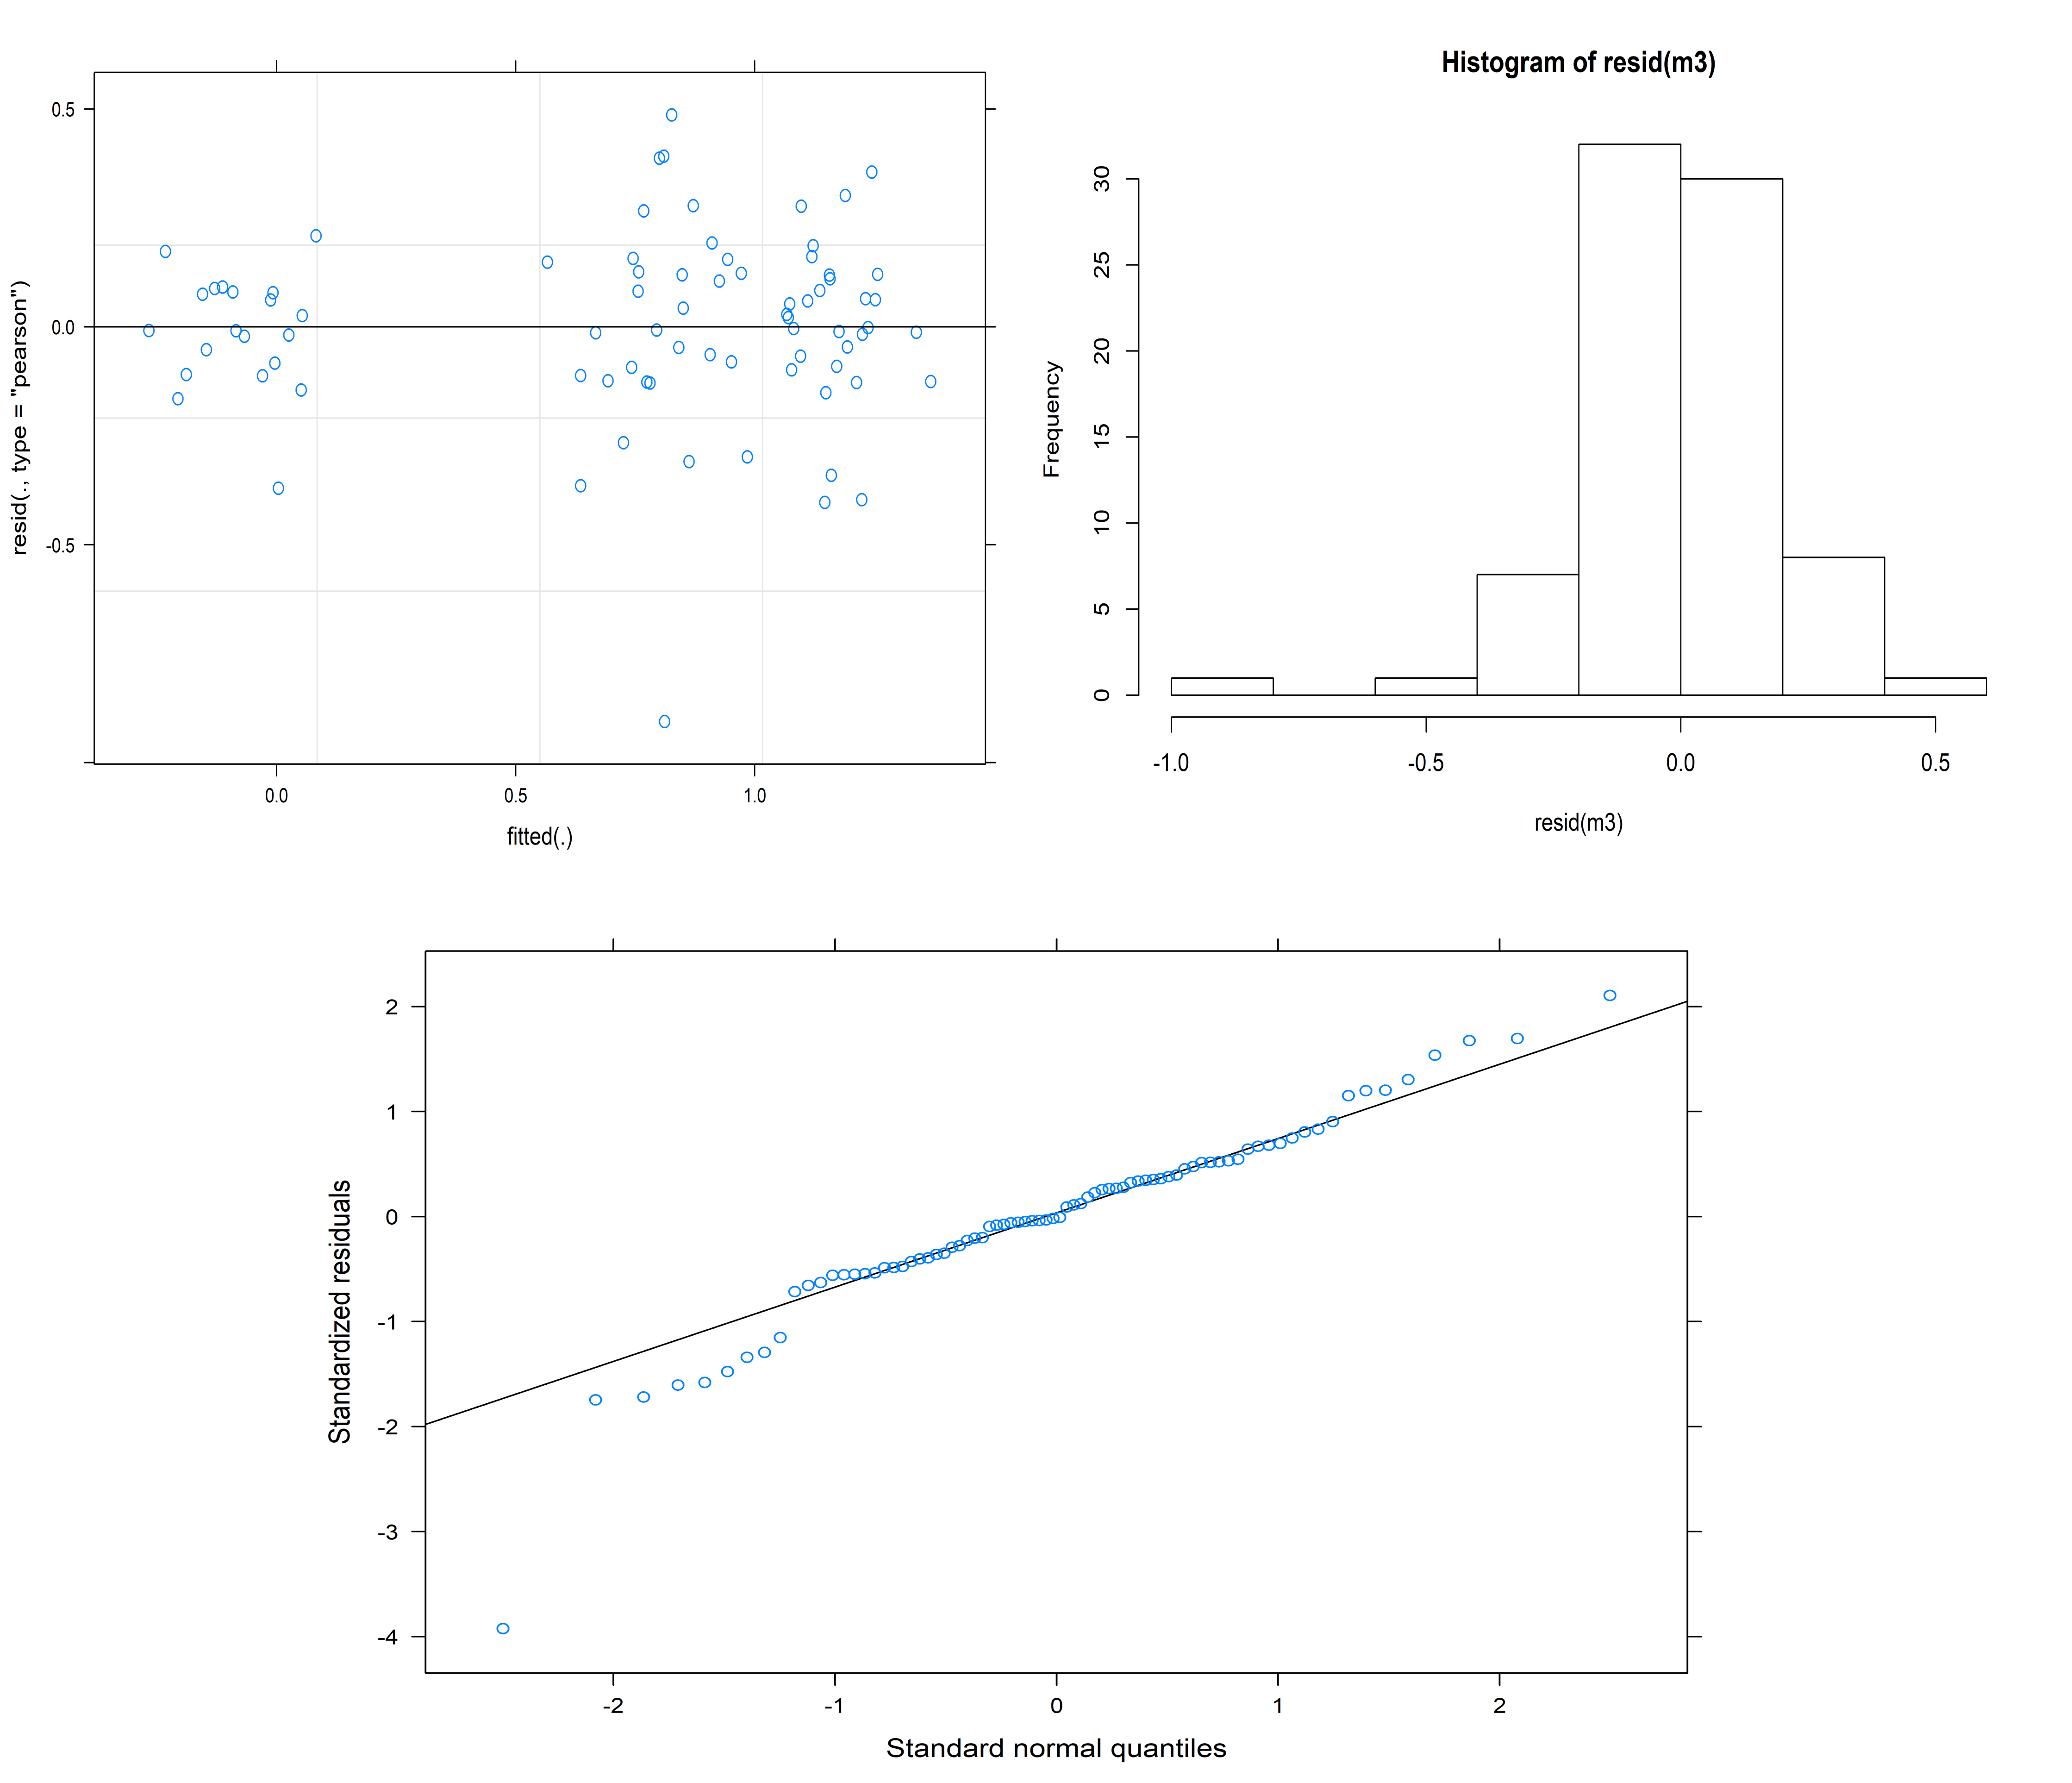 0.5
0.0
-0.5
resid(., type = "pearson")
0.0 0.5 1.0
fitted(.)
Histogram of resid(m3)
30
25
20
15
10
5
0
Frequency
-1.0 -0.5 0.0 0.5
resid(m3)
2
1
0
-1
-2
-3
-4
Standardized residuals
-2 -1 0 1 2
Standard normal quantiles